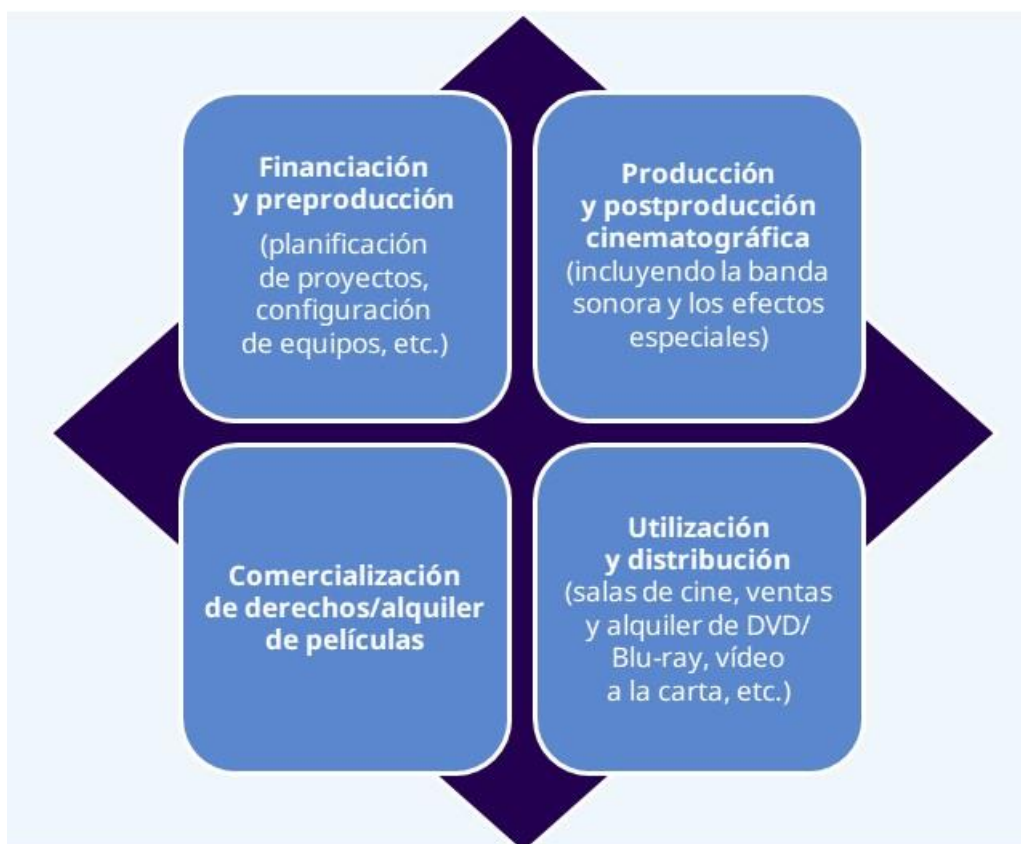 Financiación
y preproducción
(planificación
de proyectos,
configuración
de equipos, etc.)
Producción
y postproducción
cinematográfica
(incluyendo la banda
sonora y los efectos
especiales)
Comercialización
de derechos/alquiler
de películas
Utilización
y distribución
(salas de cine, ventas
y alquiler de DVD/
Blu-ray, vídeo
a la carta, etc.)